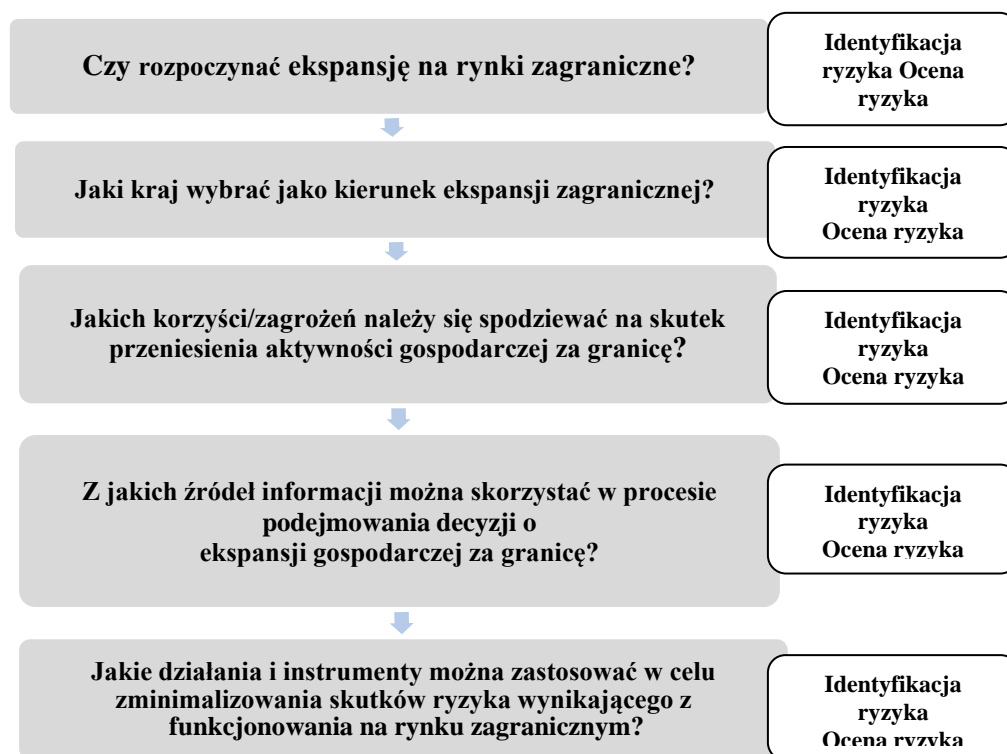 Czy rozpoczynać ekspansję na rynki zagraniczne?
Identyfikacja
ryzyka Ocena
ryzyka
Jaki kraj wybrać jako kierunek ekspansji zagranicznej?
Identyfikacja
ryzyka
Ocena ryzyka
Jakich korzyści/zagrożeń należy się spodziewać na skutek
przeniesienia aktywności gospodarczej za granicę?
Identyfikacja
ryzyka
Ocena ryzyka
Z jakich źródeł informacji można skorzystać w procesie
podejmowania decyzji o
ekspansji gospodarczej za granicę?
Identyfikacja
ryzyka
Ocena ryzyka
Jakie działania i instrumenty można zastosować w celu
zminimalizowania skutków ryzyka wynikającego z
funkcjonowania na rynku zagranicznym?
Identyfikacja
ryzyka
Ocena ryzyka